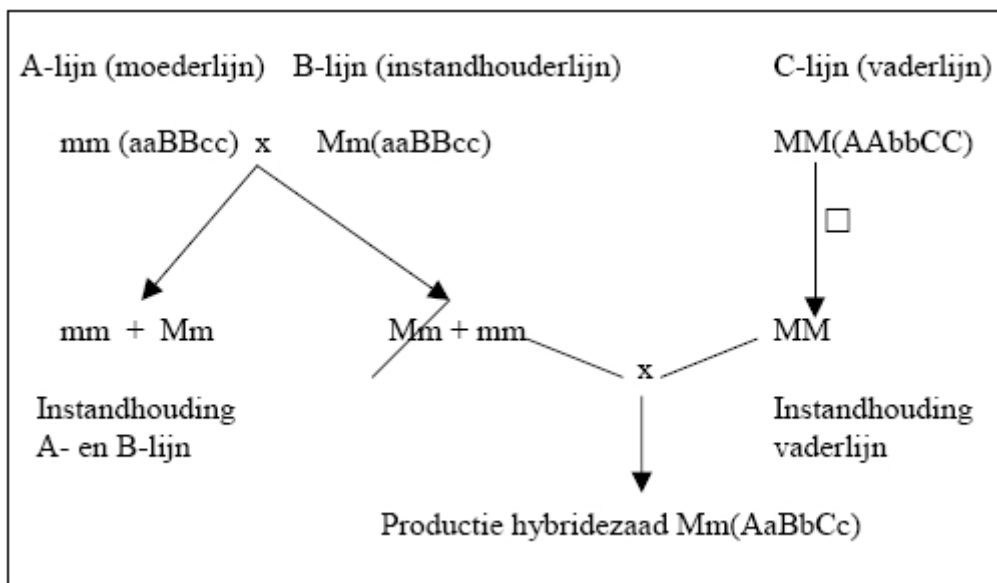 A-lijn (moederlijn) B-lijn (instandhouderlijn) C-lijn (vaderlijn)
mm (aaBBcc) x Mm(aaBBcc) MM(AAbbCC)
mm + Mm Mm + mm MM
x
Instandhouding Instandhouding
A- en B-lijn vaderlijn
Productie hybridezaad Mm(AaBbCc)